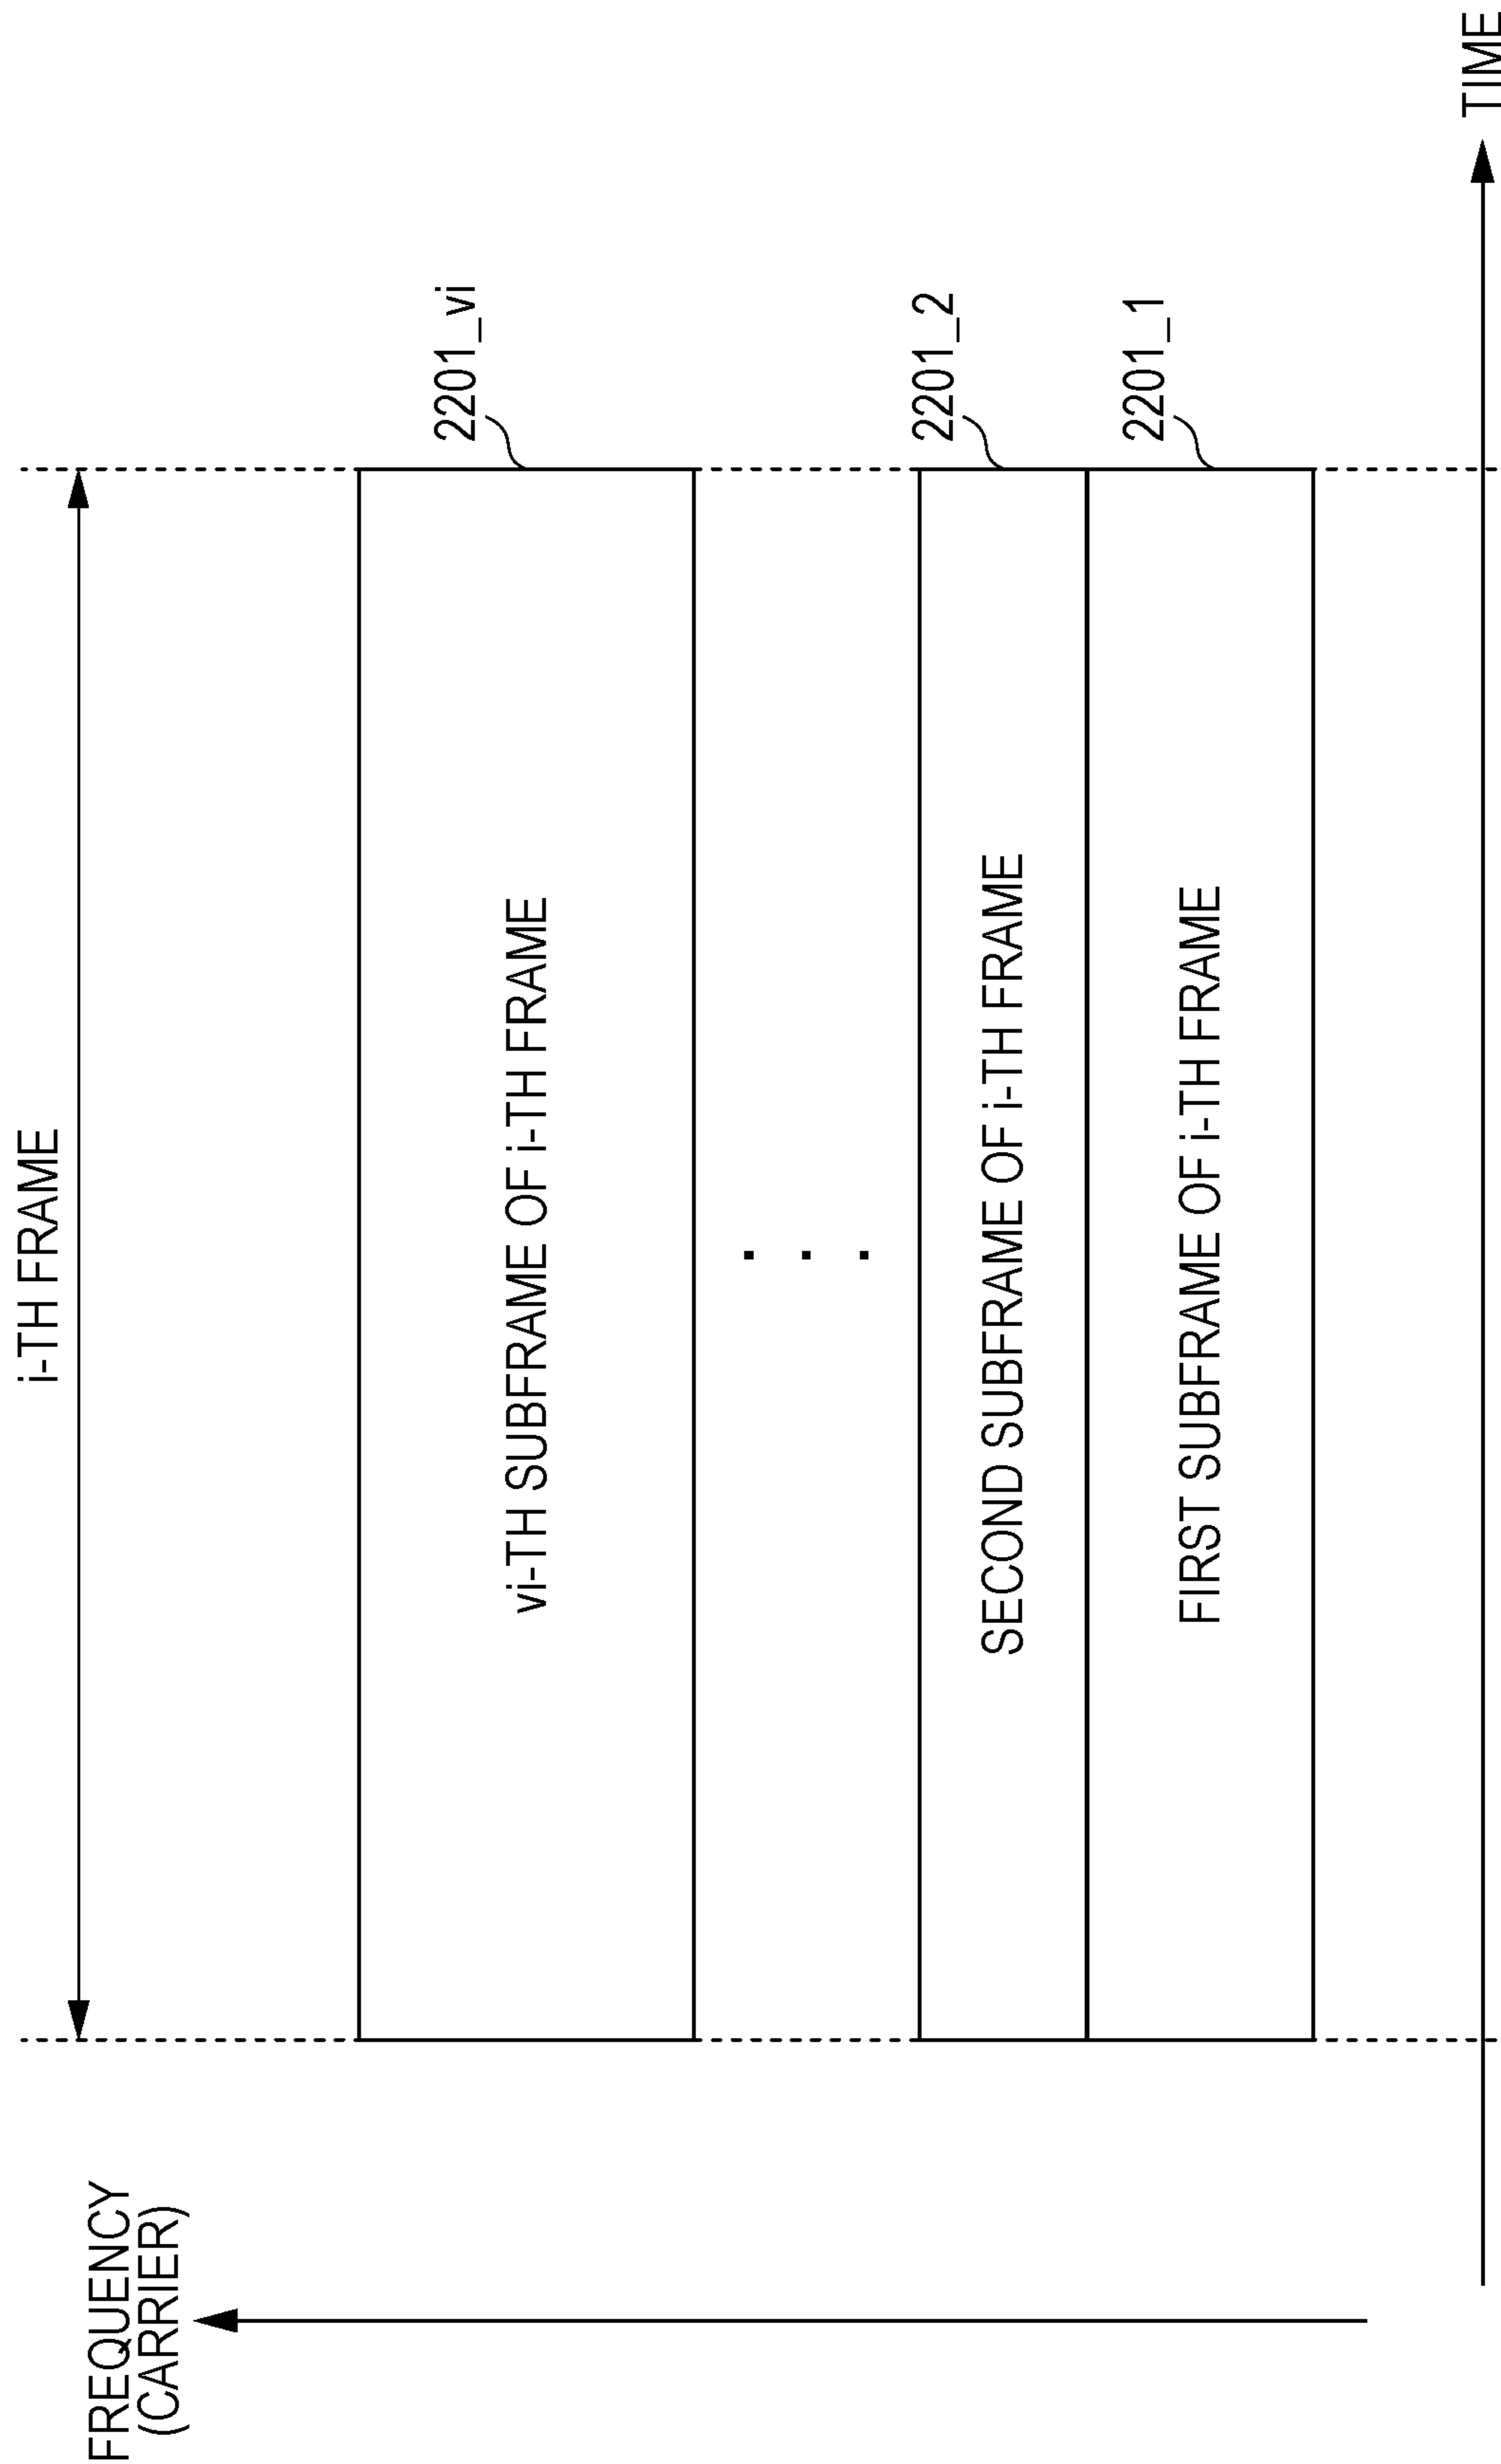 i-TH FRAME
FREQUENCY
(CARRIER)
2201_vi
vi-TH SUBFRAME OF i-TH FRAME
. . .
2201_2
SECOND SUBFRAME OF i-TH FRAME
2201_1
FIRST SUBFRAME OF i-TH FRAME
TIME